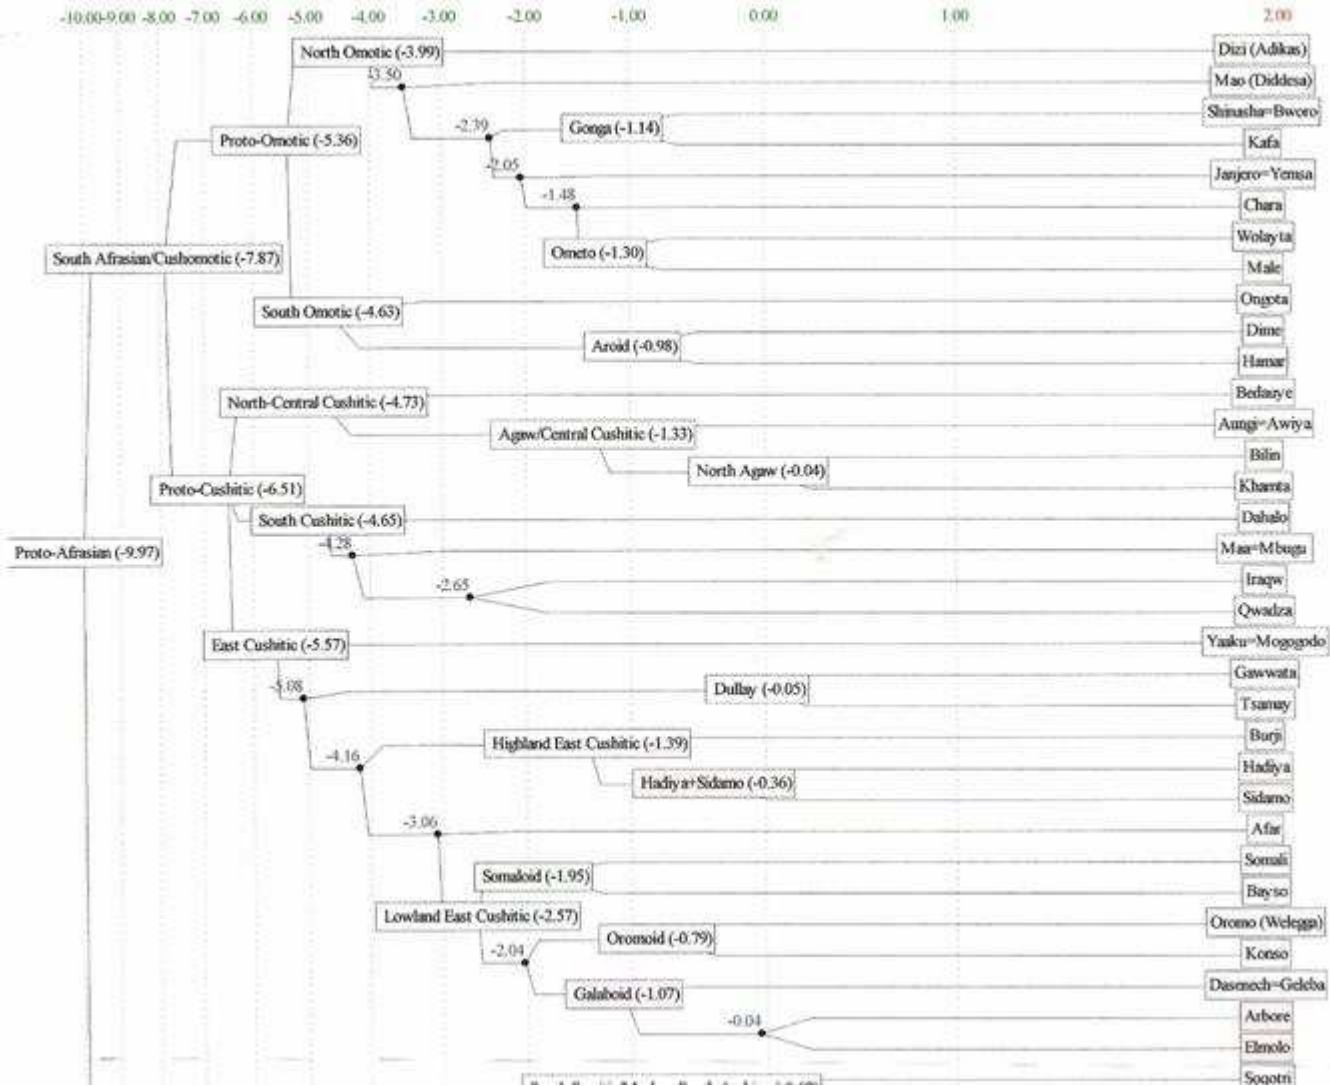 -10.00 -9.00 -8.00 -7.00 -6.00 -5.00 -4.00 -3.00 -2.00 -1.00 0.00 1.00 2.00
North Omotic (-3.99)
Dizi (Adikas)
-3.50
Mao (Diddesa)
Shinasha=Bworo
-2.39
Gonga (-1.14)
Proto-Omotic (-5.36)
Kafa
-2.05
Janjero=Yemsa
-1.48
Chara
Wolayta
Ometo (-1.30)
South Afrasian/Cushomotic (-7.87)
Male
Ongota
South Omotic (-4.63)
Dime
Aroid (-0.98)
Hamar
Bedauye
North-Central Cushitic (-4.73)
Aungi=Awiya
Agaw/Central Cushitic (-1.33)
Bilin
North Agaw (-0.04)
Khamta
Proto-Cushitic (-6.51)
South Cushitic (-4.65)
Dahalo
-4.28
Maa=Mbugu
Proto-Afrasian (-9.97)
Iraqw
-2.65
Qwadza
East Cushitic (-5.57)
Yaaku=Mogogodo
Gawwata
-5.08
Dullay (-0.05)
Tsamay
Burji
Highland East Cushitic (-1.39)
-4.16
Hadiya
Hadiya+Sidamo (-0.36)
Sidamo
-3.06
Afar
Somali
Somaloid (-1.95)
Bayso
Lowland East Cushitic (-2.57)
Oromo (Welegga)
Oromoid (-0.79)
-2.04
Konso
Dasenech=Geleba
Galaboid (-1.07)
Arbore
-0.04
Elmolo
Soqotri